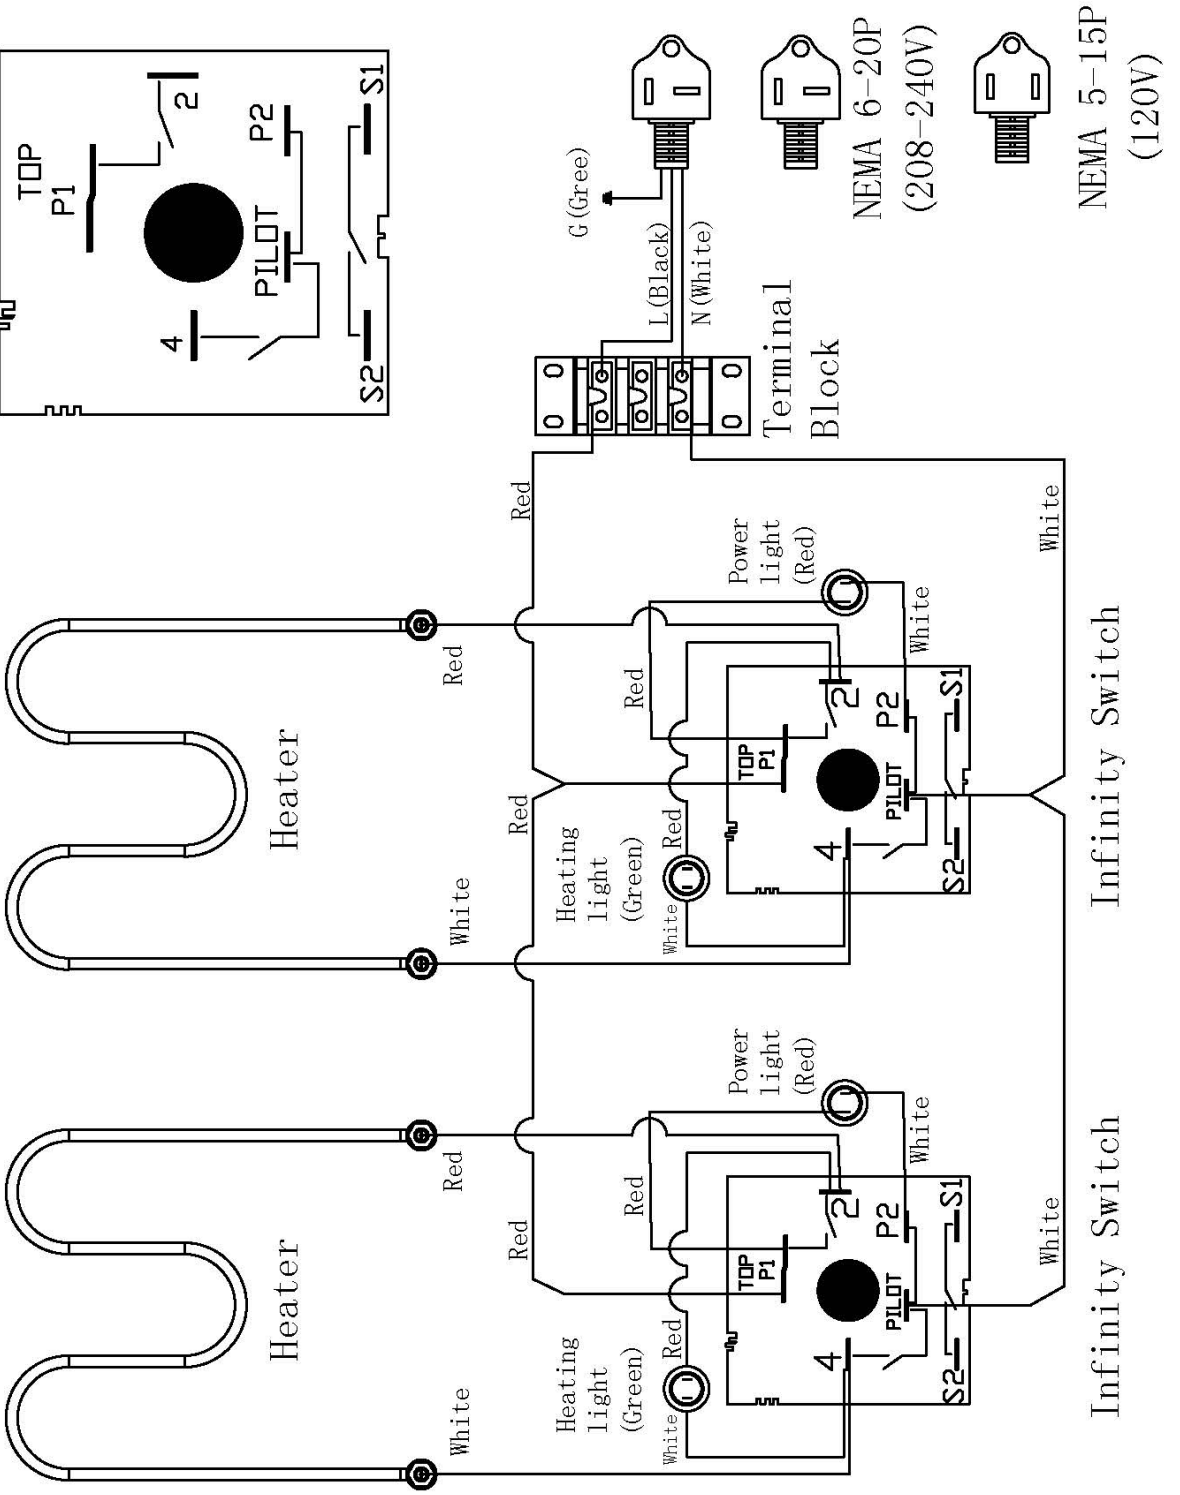 TOP
P1
2
4
PILOT
P2
S2
S1
Heater
Heater
White
Red
White
Red
Red
Red
Red
G(Gree)
L(Black)
N(White)
Terminal
Block
NEMA 6-20P
(208-240V)
NEMA 5-15P
(120V)
Heating
light
(Green)
Red
White
Red
Power
light
(Red)
White
TOP
P1
2
4
PILOT
P2
S2
S1
White
Infinity Switch
Heating
light
(Green)
Red
White
Red
Power
light
(Red)
White
TOP
P1
2
4
PILOT
P2
S2
S1
White
Infinity Switch